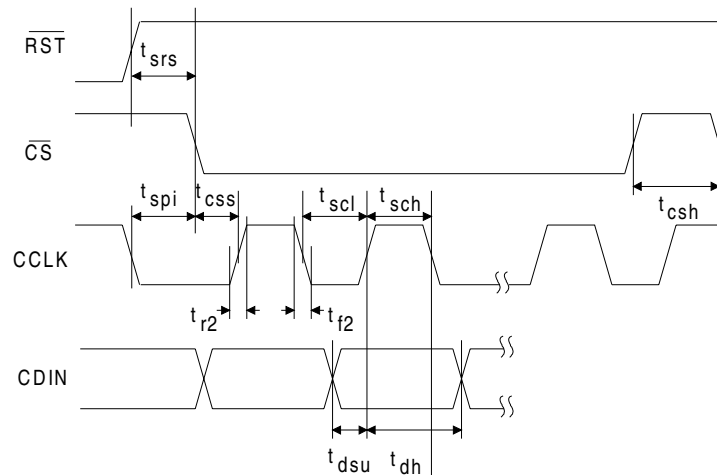 RST
t srs
CS
t spi
t css
t scl
t sch
t csh
CCLK
t r2
t f2
CDIN
t dsu
t dh